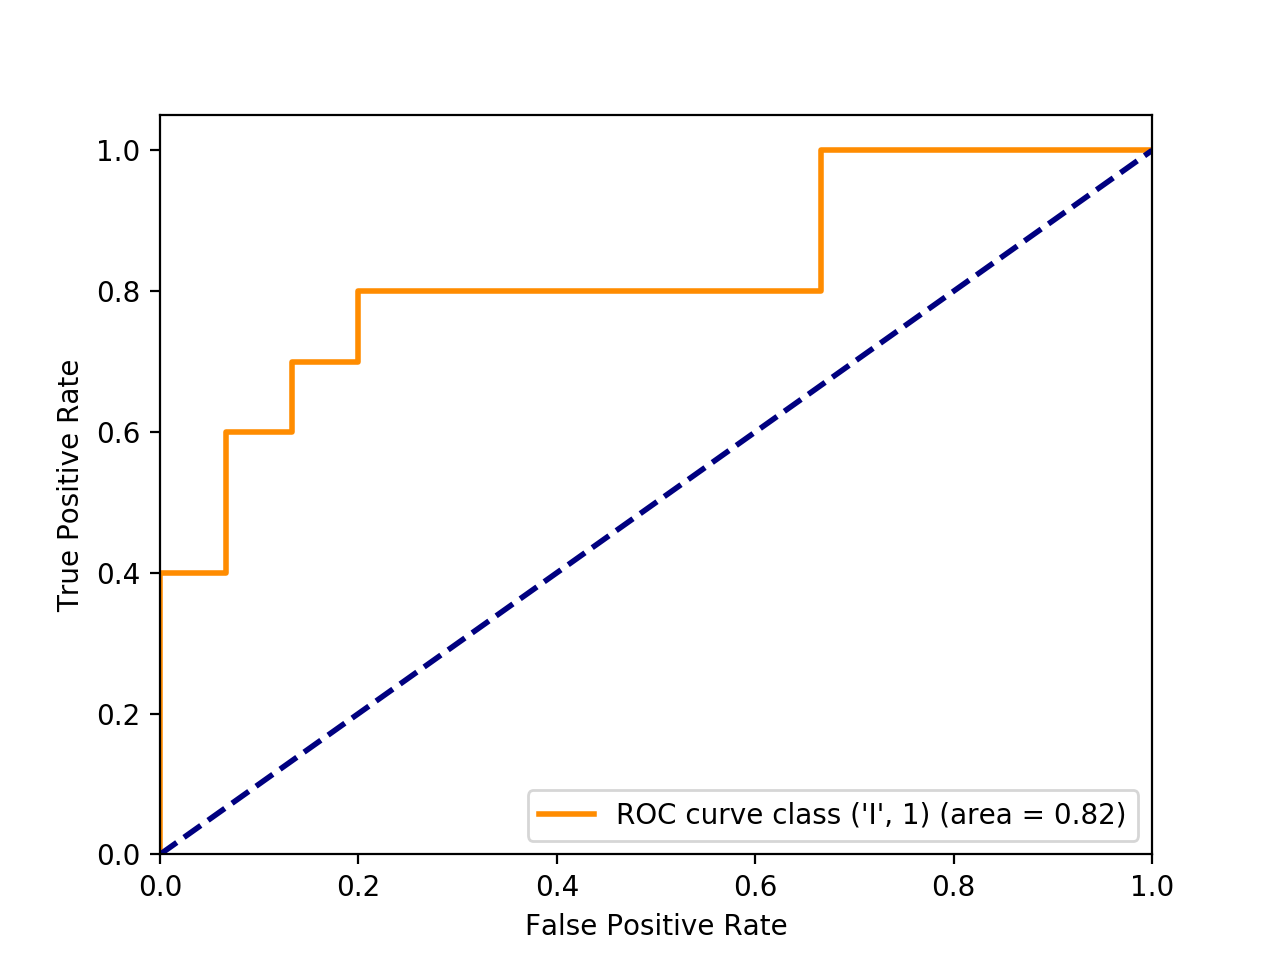 1.0
0.8
0.6
0.4
0.2
0.0
True Positive Rate
ROC curve class ('I', 1) (area = 0.82)
0.0 0.2 0.4 0.6 0.8 1.0
False Positive Rate